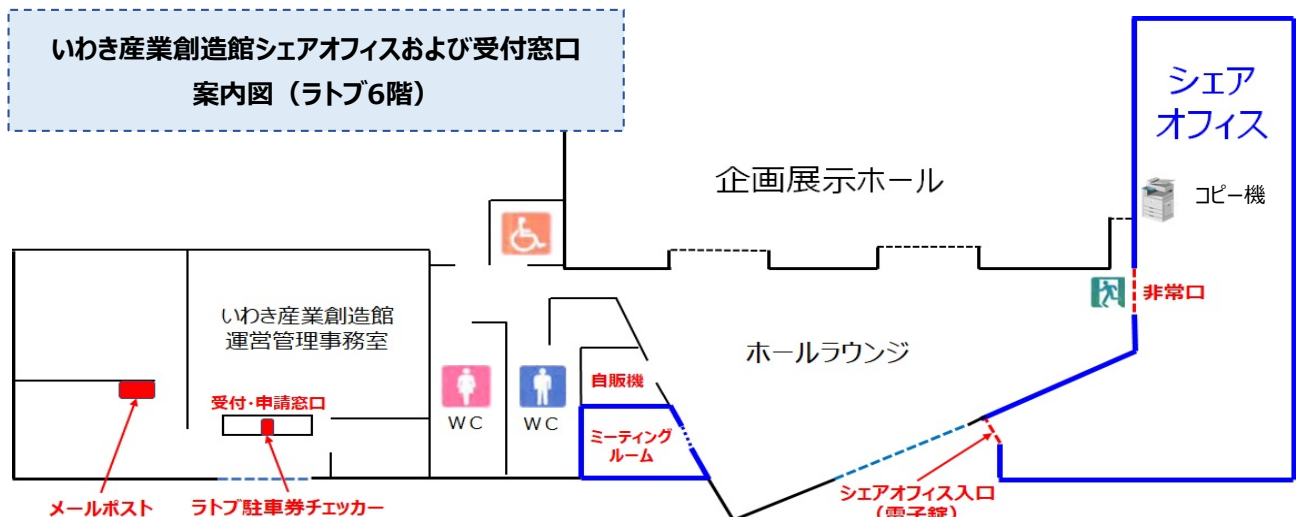 いわき産業創造館シェアオフィスおよび受付窓口
案内図（ラトブ6階）
シェア
オフィス
企画展示ホール
コピー機
非常口
いわき産業創造館
運営管理事務室
ホールラウンジ
自販機
受付・申請窓口
WC
WC
ミーティング
ルーム
メールポスト
ラトブ駐車券チェッカー
シェアオフィス入口
（電子錠）